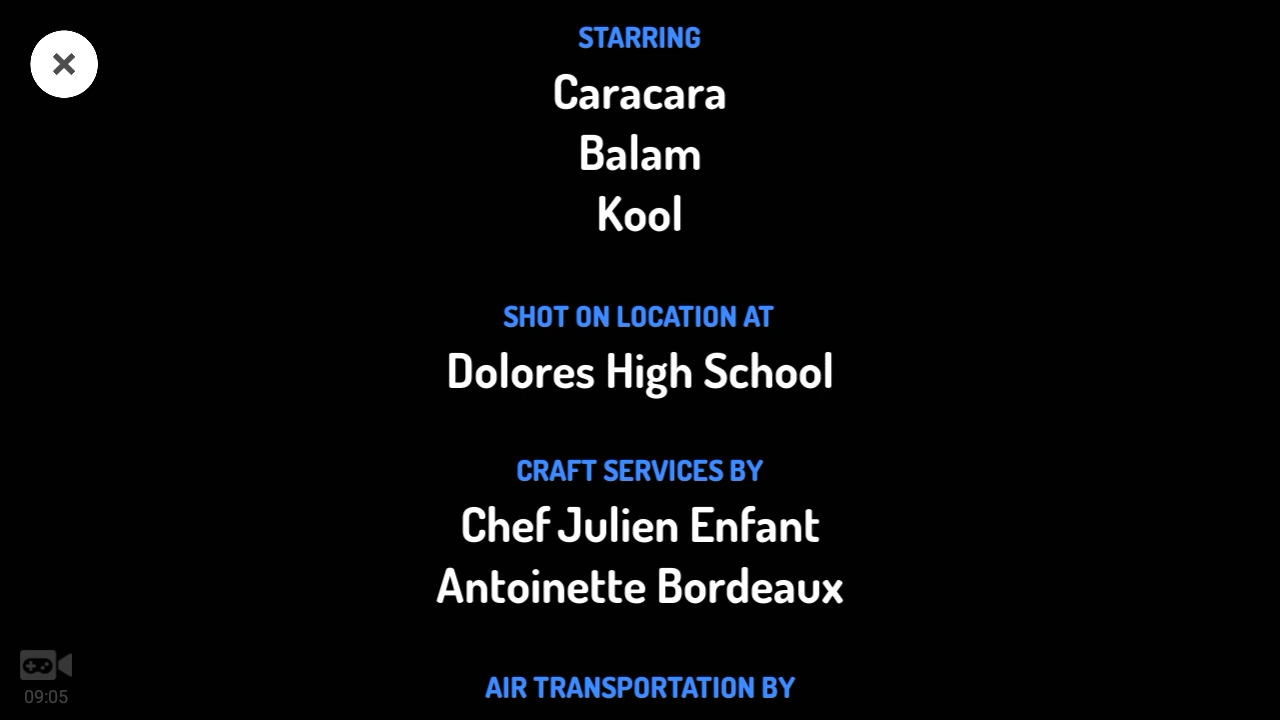 STARRING
Caracara
Balam
Kool
SHOT ON LOCATION AT
Dolores High School
CRAFT SERVICES BY
Chef Julien Enfant
Antoinette Bordeaux
AIR TRANSPORTATION BY
09:05